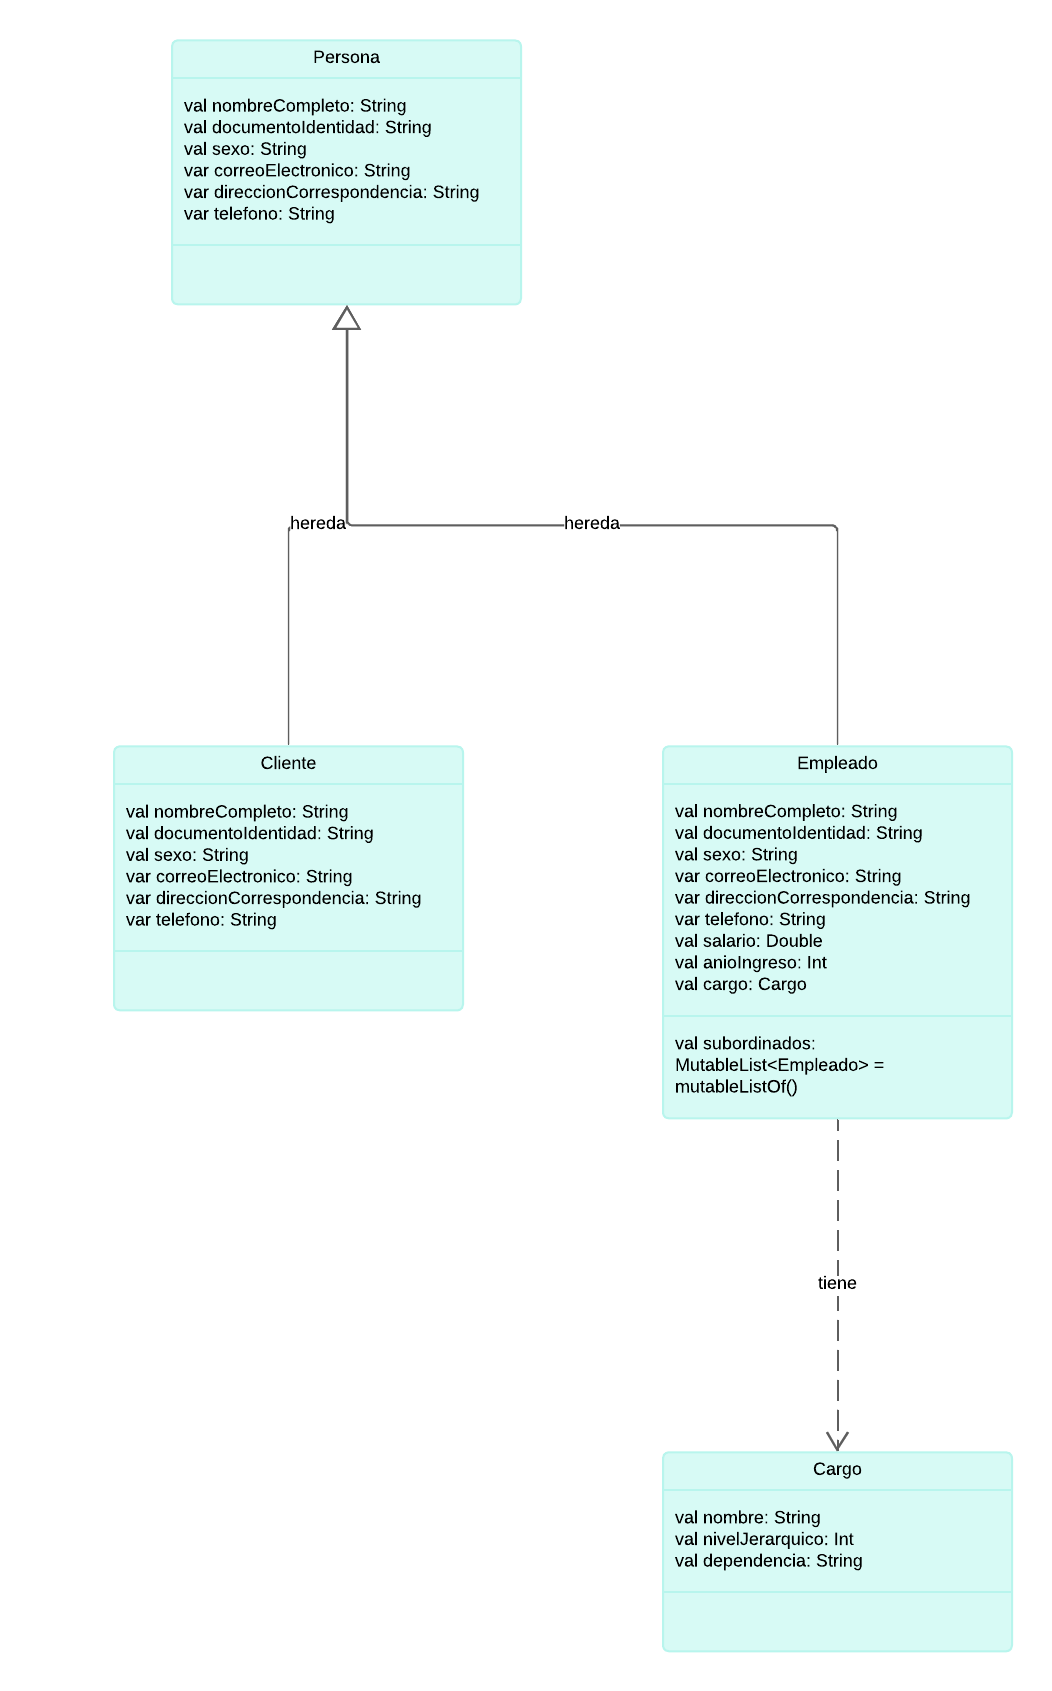 Persona
val nombreCompleto: String
val documentoIdentidad: String
val sexo: String
var correoElectronico: String
var direccionCorrespondencia: String
var telefono: String
hereda
hereda
Cliente
val nombreCompleto: String
val documentoIdentidad: String
val sexo: String
var correoElectronico: String
var direccionCorrespondencia: String
var telefono: String
Empleado
val nombreCompleto: String
val documentoIdentidad: String
val sexo: String
var correoElectronico: String
var direccionCorrespondencia: String
var telefono: String
val salario: Double
val anioIngreso: Int
val cargo: Cargo
val subordinados:
MutableList<Empleado> =
mutableListOf()
tiene
Cargo
val nombre: String
val nivelJerarquico: Int
val dependencia: String